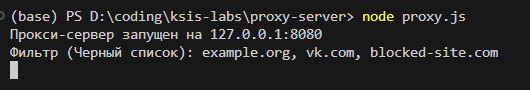 (base) PS D:\coding\ksis-labs\proxy-server> node proxy.js
Прокси-сервер запущен на 127.0.0.1:8080
Фильтр (Черный список): example.org, vk.com, blocked-site.com